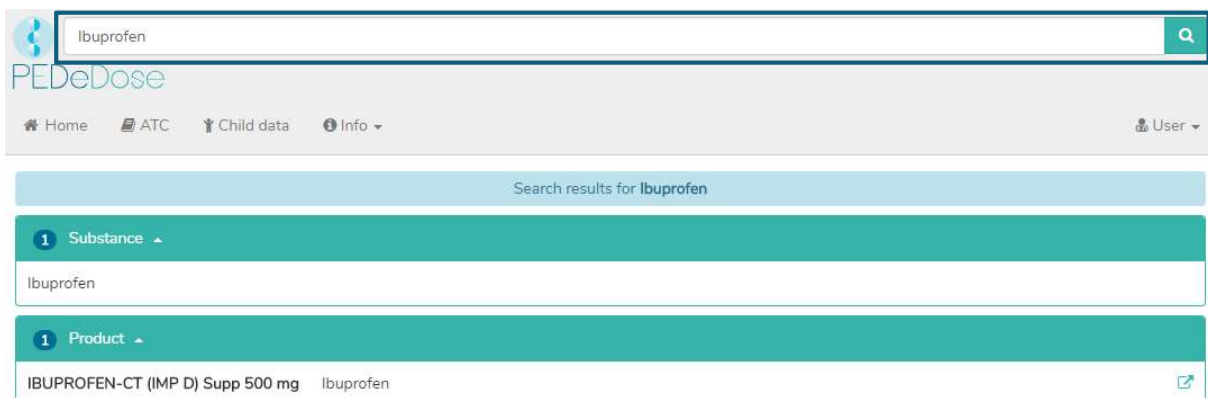 Ibuprofen
PEDeDose
Home ATC Child data Info User
Search results for Ibuprofen
1 Substance
Ibuprofen
1 Product
IBUPROFEN-CT (IMP D) Supp 500 mg Ibuprofen